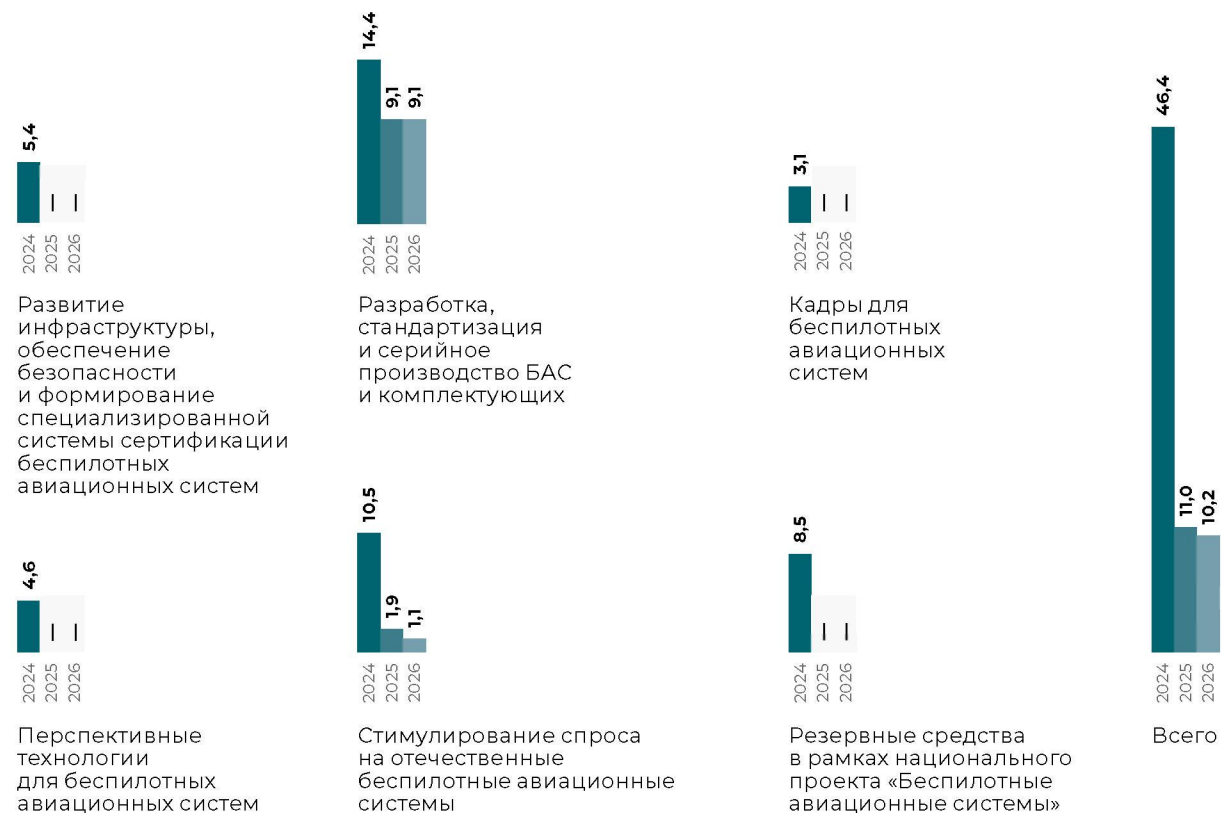 5,4
— —
2024 2025 2026
Развитие
инфраструктуры,
обеспечение
безопасности
и формирование
специализированной
системы сертификации
беспилотных
авиационных систем
14,4 9,1 9,1
2024 2025 2026
Разработка,
стандартизация
и серийное
производство БАС
и комплектующих
3,1
— —
2024 2025 2026
Кадры для
беспилотных
авиационных
систем
4,6
— —
2024 2025 2026
Перспективные
технологии
для беспилотных
авиационных систем
10,5 1,9 1,1
2024 2025 2026
Стимулирование спроса
на отечественные
беспилотные авиационные
системы
8,5
— —
2024 2025 2026
Резервные средства
в рамках национального
проекта «Беспилотные
авиационные системы»
46,4 11,0 10,2
2024 2025 2026
Всего